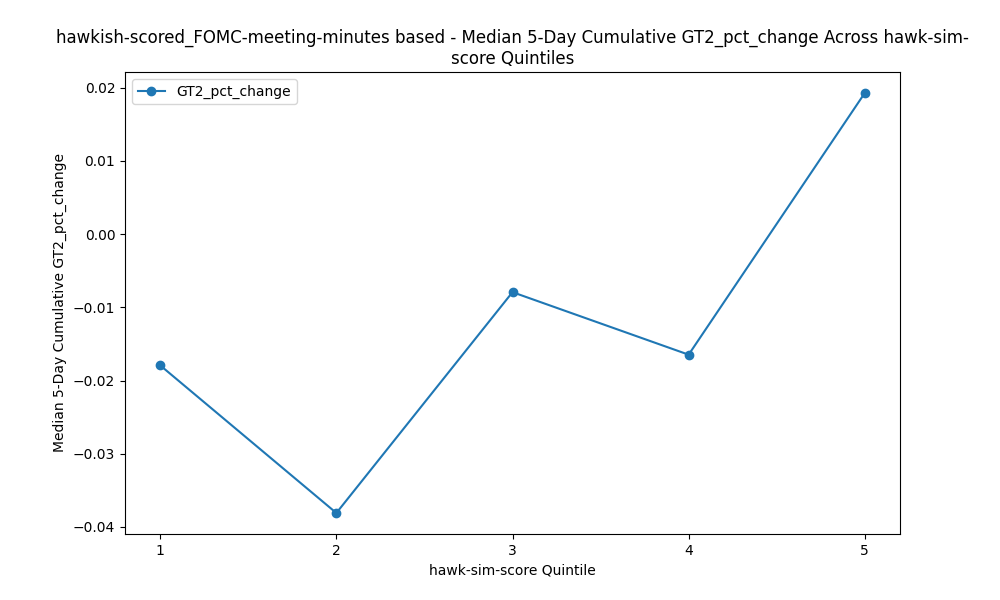 hawkish-scored_FOMC-meeting-minutes based - Median 5-Day Cumulative GT2_pct_change Across hawk-sim-
score Quintiles
GT2_pct_change
Median 5-Day Cumulative GT2_pct_change
0.02
0.01
0.00
−0.01
−0.02
−0.03
−0.04
1 2 3 4 5
hawk-sim-score Quintile